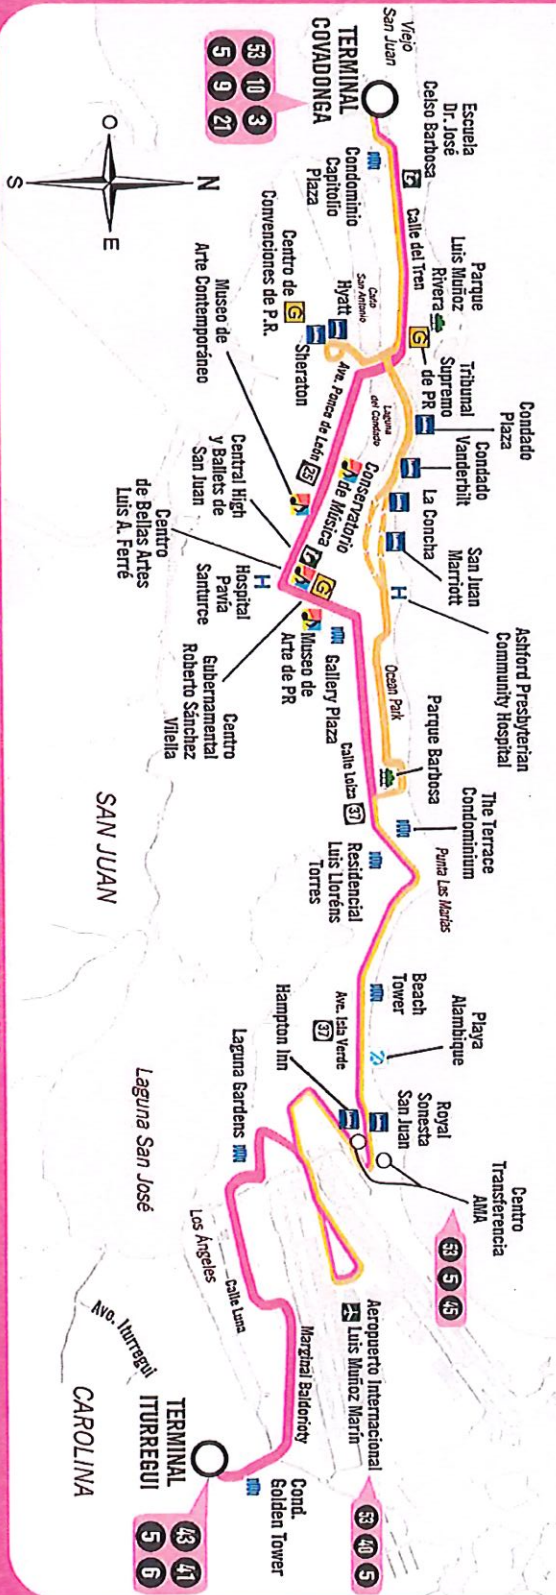 Viejo
San Juan
TERMINAL
COVADONGA
53 10 3
5 9 21
Escuela
Dr. José
Celso Barbosa
Condominio
Capitolio
Plaza
Calle del Tren
Parque
Luis Muñoz
Rivera
Tribunal
Supremo
de PR
G
Caño
San Antonio
Hyatt
Sheraton
Centro de
Convenciones de P.R.
G
Ave. Ponce de León 25
Laguna
del Condado
Condado
Plaza
Condado
Vanderbilt
La Concha
San Juan
Marriott
Ashford Presbyterian
Community Hospital
H
Museo de
Arte Contemporáneo
Conservatorio
de Música
Central High
y Ballets de
San Juan
Centro
de Bellas Artes
Luis A. Ferré
Hospital
Pavía
Santurce
H
G
Centro
Gubernamental
Roberto Sánchez
Vilella
Museo de
Arte de PR
Gallery Plaza
Ocean Park
Parque Barbosa
Calle Loíza 37
The Terrace
Condominium
Residencial
Luis Lloréns
Torres
Punta Las Marías
Beach
Tower
Playa
Alambique
Ave. Isla Verde
37
Hampton Inn
Royal
Sonesta
San Juan
Centro
Transferencia
AMA
53 5 45
Laguna Gardens
Los Ángeles
Calle Luna
Aeropuerto Internacional
Luis Muñoz Marín
53 40 5
Marginal Baldorioty
Cond.
Golden Tower
TERMINAL
ITURREGUI
43 41
5 6
Ave. Iturregui
SAN JUAN
Laguna San José
CAROLINA
N
O
E
S